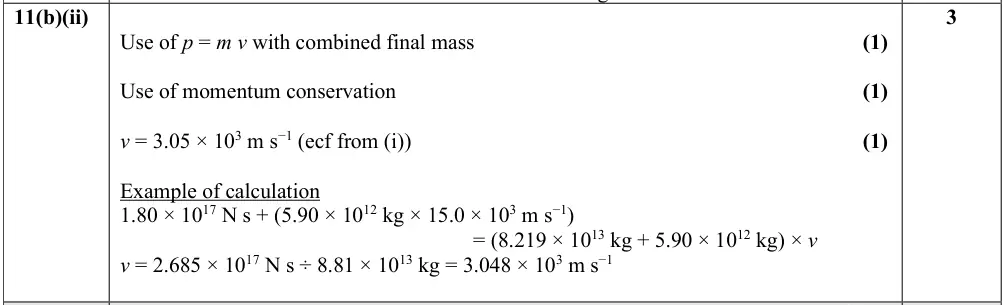 11(b)(ii)
3
Use of p = m v with combined final mass (1)
Use of momentum conservation (1)
v = 3.05 × 10³ m s⁻¹ (ecf from (i)) (1)
Example of calculation
1.80 × 10¹⁷ N s + (5.90 × 10¹² kg × 15.0 × 10³ m s⁻¹)
= (8.219 × 10¹³ kg + 5.90 × 10¹² kg) × v
v = 2.685 × 10¹⁷ N s ÷ 8.81 × 10¹³ kg = 3.048 × 10³ m s⁻¹